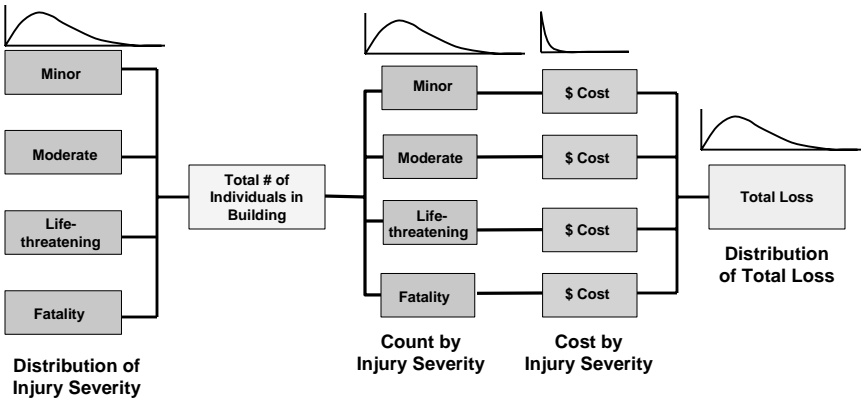 Minor
Moderate
Life-
threatening
Fatality
Distribution of
Injury Severity
Total # of
Individuals in
Building
Minor
Moderate
Life-
threatening
Fatality
Count by
Injury Severity
$ Cost
$ Cost
$ Cost
$ Cost
Cost by
Injury Severity
Total Loss
Distribution
of Total Loss